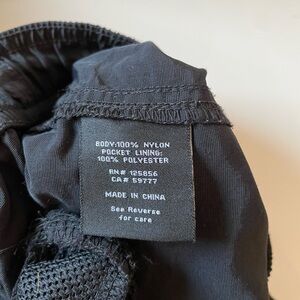 BODY:100% NYLON
POCKET LINING:
100% POLYESTER
RN# 125856
CA# 59777
MADE IN CHINA
See Reverse
for care